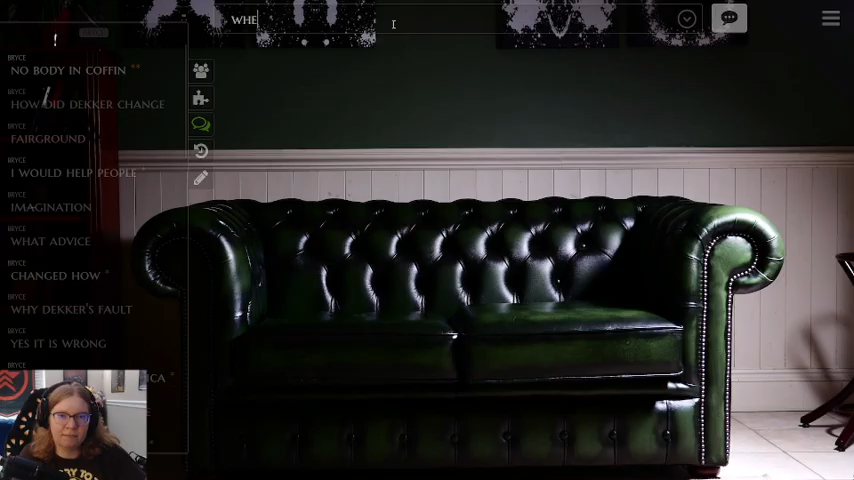 WHE
BRYCE
NO BODY IN COFFIN **
BRYCE
HOW DID DEKKER CHANGE
BRYCE
FAIRGROUND
BRYCE
I WOULD HELP PEOPLE *
BRYCE
IMAGINATION
BRYCE
WHAT ADVICE
BRYCE
CHANGED HOW *
BRYCE
WHY DEKKER'S FAULT
BRYCE
YES IT IS WRONG
BRYCE